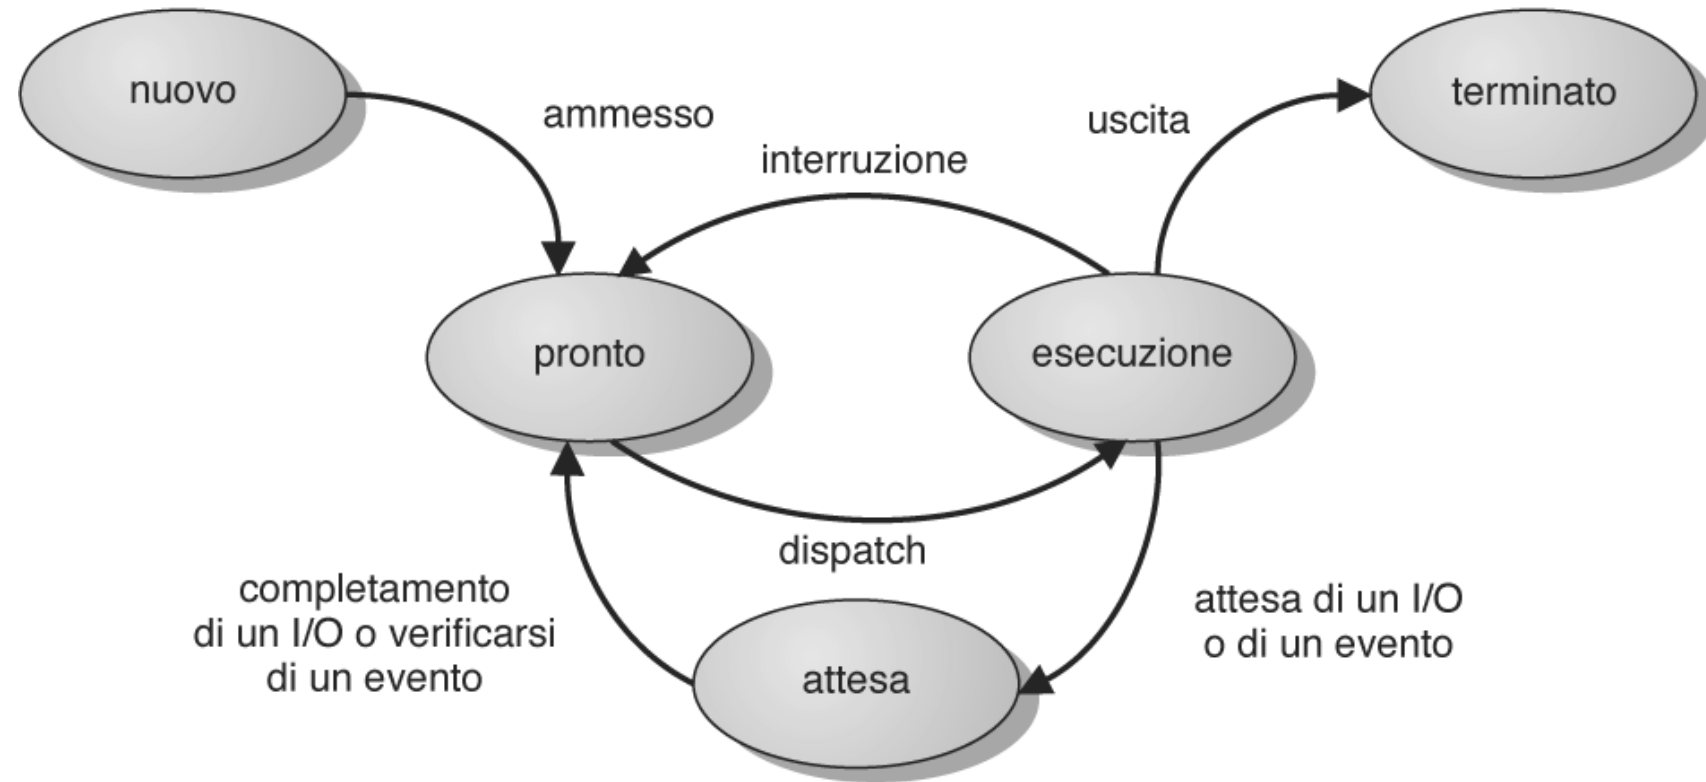 nuovo
terminato
ammesso
uscita
interruzione
pronto
esecuzione
dispatch
completamento
di un I/O o verificarsi
di un evento
attesa di un I/O
o di un evento
attesa